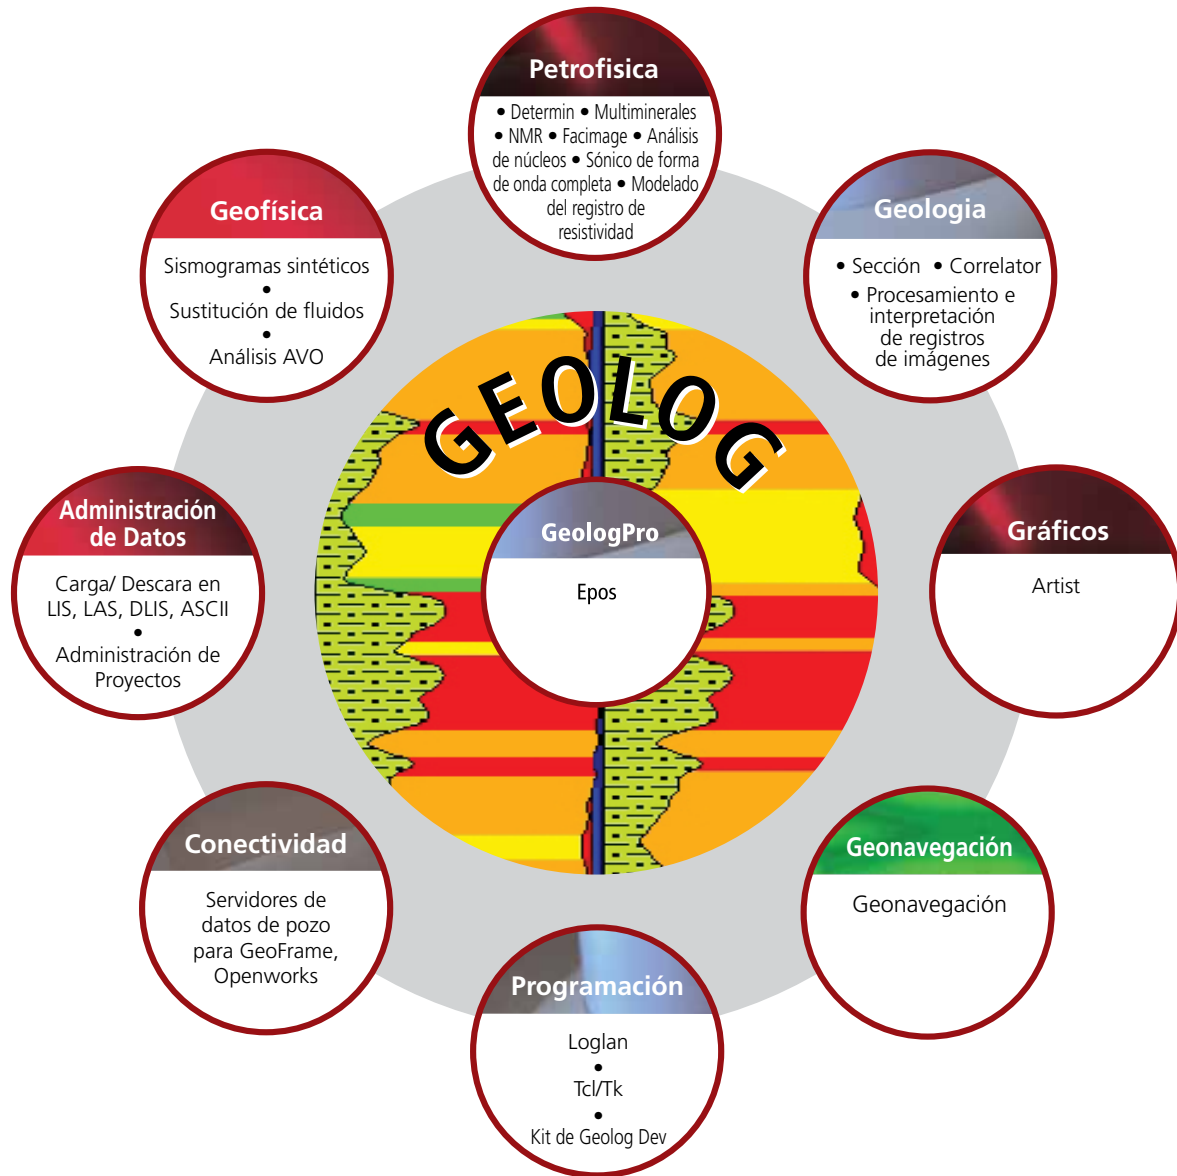 Petrofisica
• Determin • Multiminerales
• NMR • Facimage • Análisis
de núcleos • Sónico de forma
de onda completa • Modelado
del registro de
resistividad
Geofísica
Sismogramas sintéticos
•
Sustitución de fluidos
•
Análisis AVO
Geologia
• Sección • Correlator
• Procesamiento e
interpretación
de registros
de imágenes
GEOLOG
Administración
de Datos
Carga/ Descara en
LIS, LAS, DLIS, ASCII
•
Administración de
Proyectos
GeologPro
Epos
Gráficos
Artist
Conectividad
Servidores de
datos de pozo
para GeoFrame,
Openworks
Geonavegación
Geonavegación
Programación
Loglan
•
Tcl/Tk
•
Kit de Geolog Dev